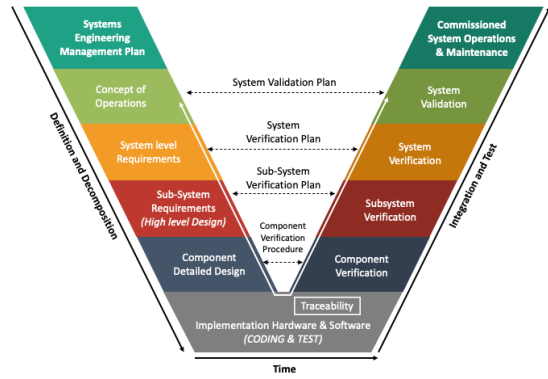 Systems
Engineering
Management Plan
Commissioned
System Operations
& Maintenance
Concept of
Operations
System Validation Plan
System
Validation
System level
Requirements
System
Verification Plan
System
Verification
Sub-System
Requirements
(High level Design)
Sub-System
Verification Plan
Subsystem
Verification
Component
Detailed Design
Component
Verification
Procedure
Component
Verification
Definition and Decomposition
Integration and Test
Traceability
Implementation Hardware & Software
(CODING & TEST)
Time